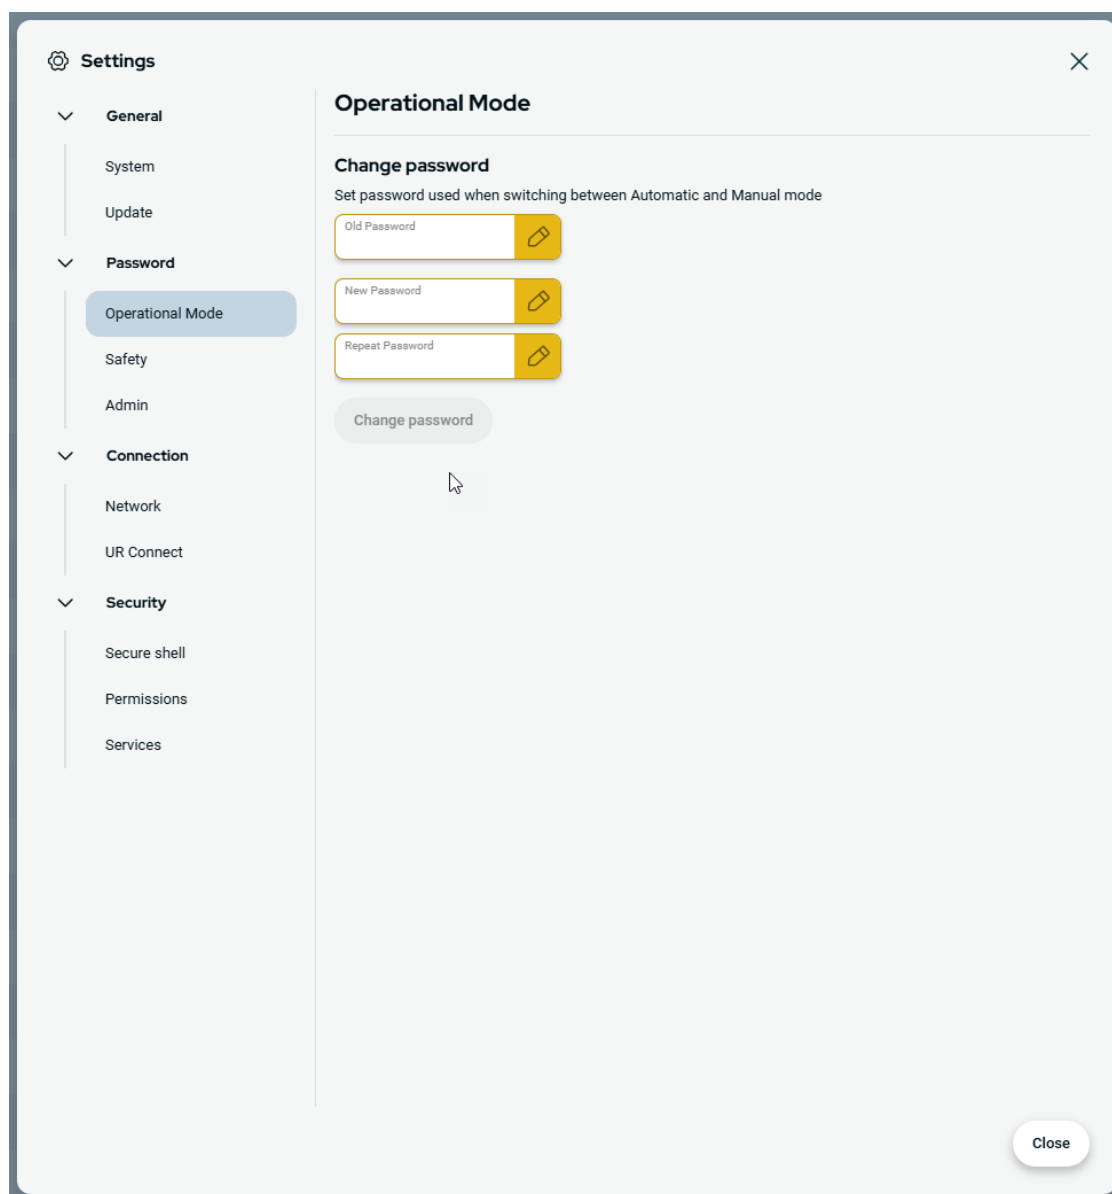 Settings
General
System
Update
Password
Operational Mode
Safety
Admin
Connection
Network
UR Connect
Security
Secure shell
Permissions
Services
Operational Mode
Change password
Set password used when switching between Automatic and Manual mode
Old Password
New Password
Repeat Password
Change password
Close